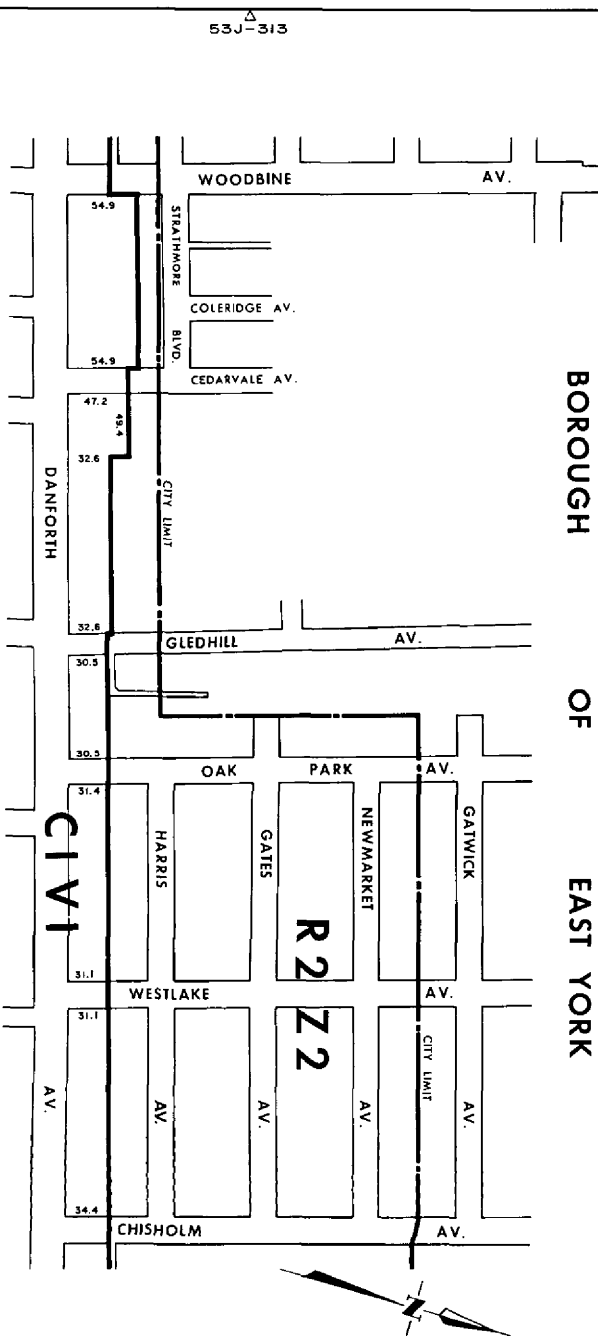 53J-313
WOODBINE AV.
54.9
STRATHMORE BLVD.
COLERIDGE AV.
54.9
CEDARVALE AV.
47.2
49.4
32.6
DANFORTH AV.
CITY LIMIT
BOROUGH OF EAST YORK
32.6
GLEDHILL AV.
30.5
30.5
OAK PARK AV.
31.4
HARRIS AV.
GATES AV.
NEWMARKET AV.
GATWICK AV.
CIVI
R2 Z2
31.1
WESTLAKE AV.
31.1
CITY LIMIT
34.4
CHISHOLM AV.
N